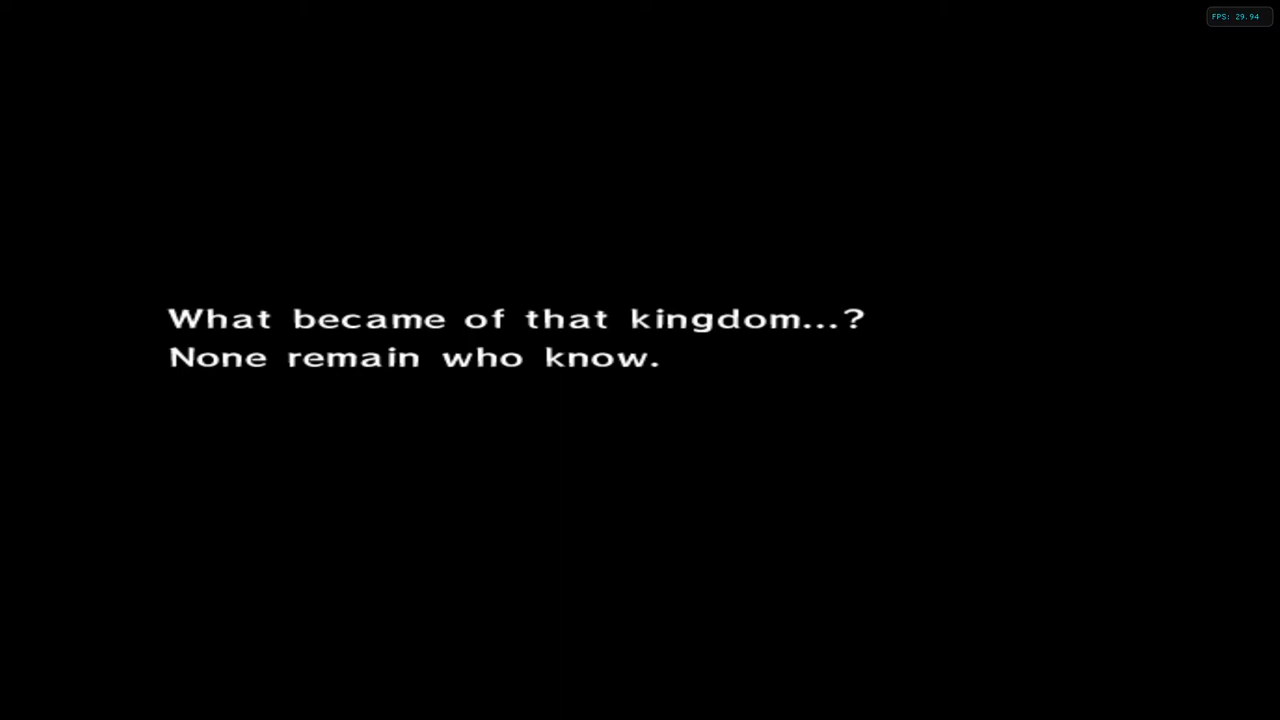 FPS: 29.94
What became of that kingdom...?
None remain who know.